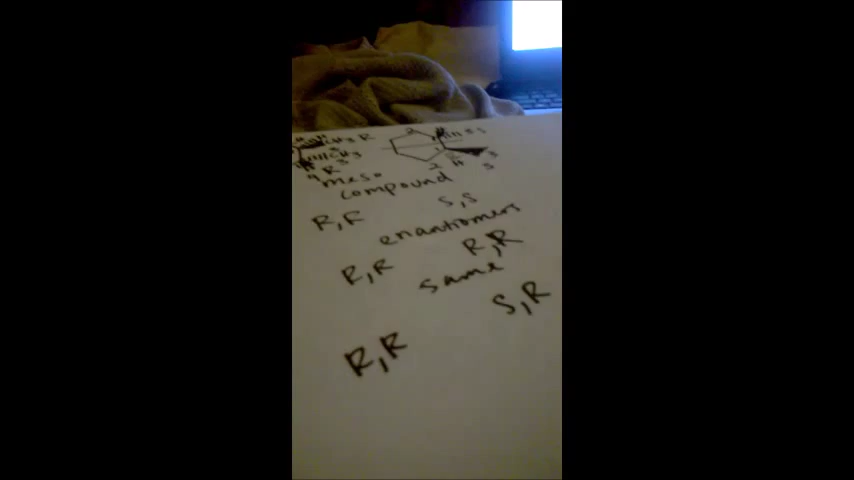 meso
compound
R,R S,S
enantiomers
R,R R,R
same
R,R S,R